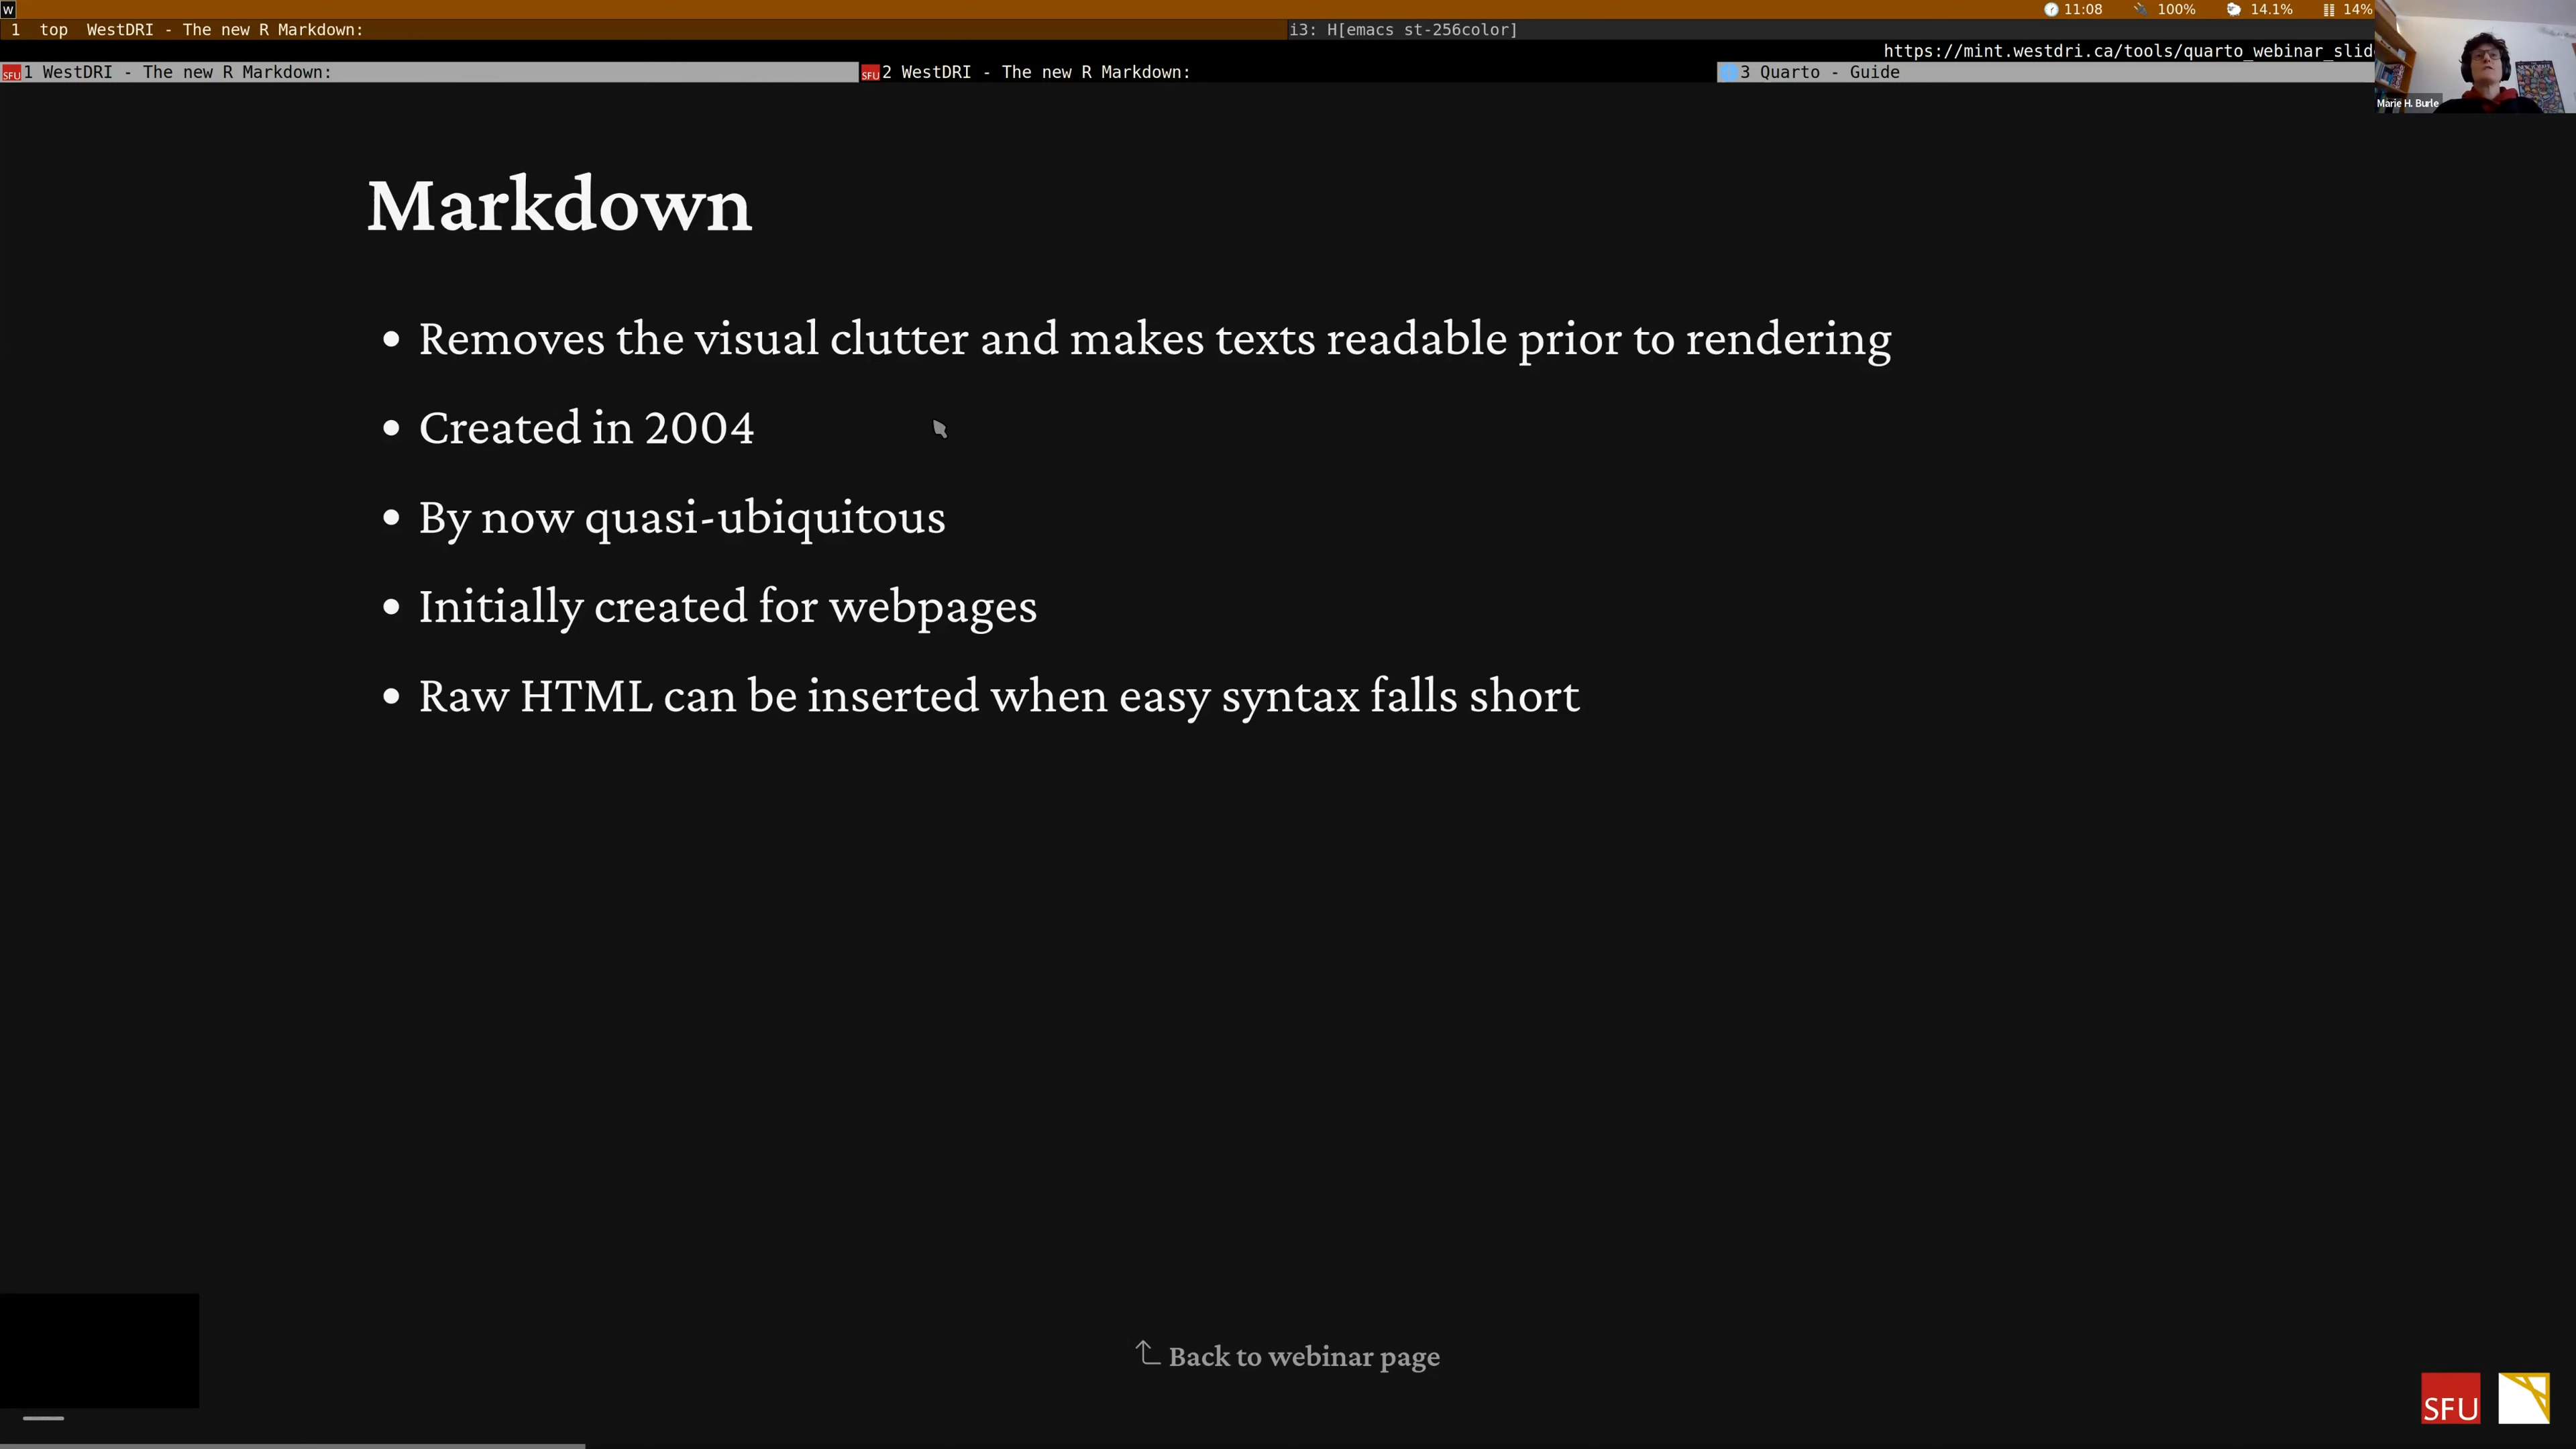 W
11:08 100% 14.1% 14%
1 top WestDRI - The new R Markdown:
i3: H[emacs st-256color]
https://mint.westdri.ca/tools/quarto_webinar_slid
SFU 1 WestDRI - The new R Markdown:
SFU 2 WestDRI - The new R Markdown:
3 Quarto - Guide
Marie H. Burle
Markdown
• Removes the visual clutter and makes texts readable prior to rendering
• Created in 2004
• By now quasi-ubiquitous
• Initially created for webpages
• Raw HTML can be inserted when easy syntax falls short
Back to webinar page
SFU